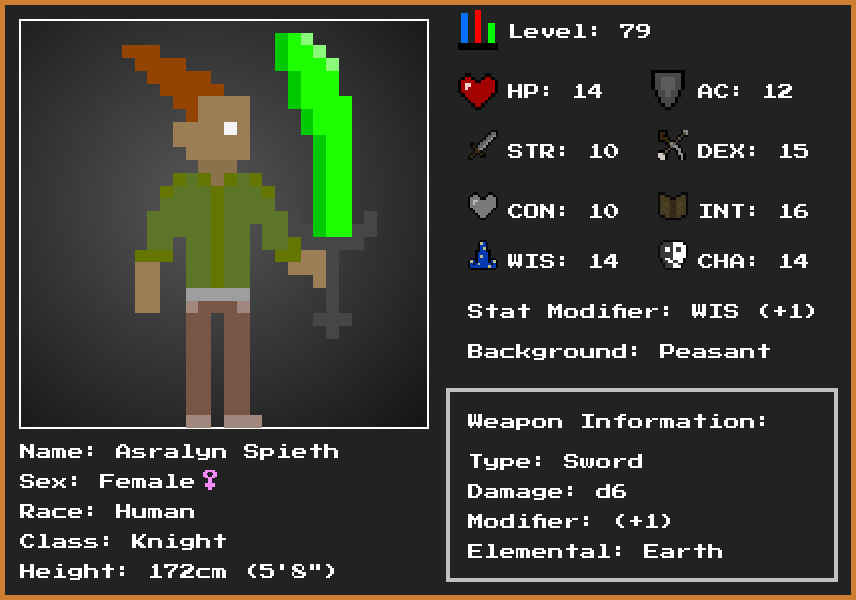 Level: 79
HP: 14 AC: 12
STR: 10 DEX: 15
CON: 10 INT: 16
WIS: 14 CHA: 14
Stat Modifier: WIS (+1)
Background: Peasant
Name: Asralyn Spieth
Sex: Female♀
Race: Human
Class: Knight
Height: 172cm (5'8")
Weapon Information:
Type: Sword
Damage: d6
Modifier: (+1)
Elemental: Earth